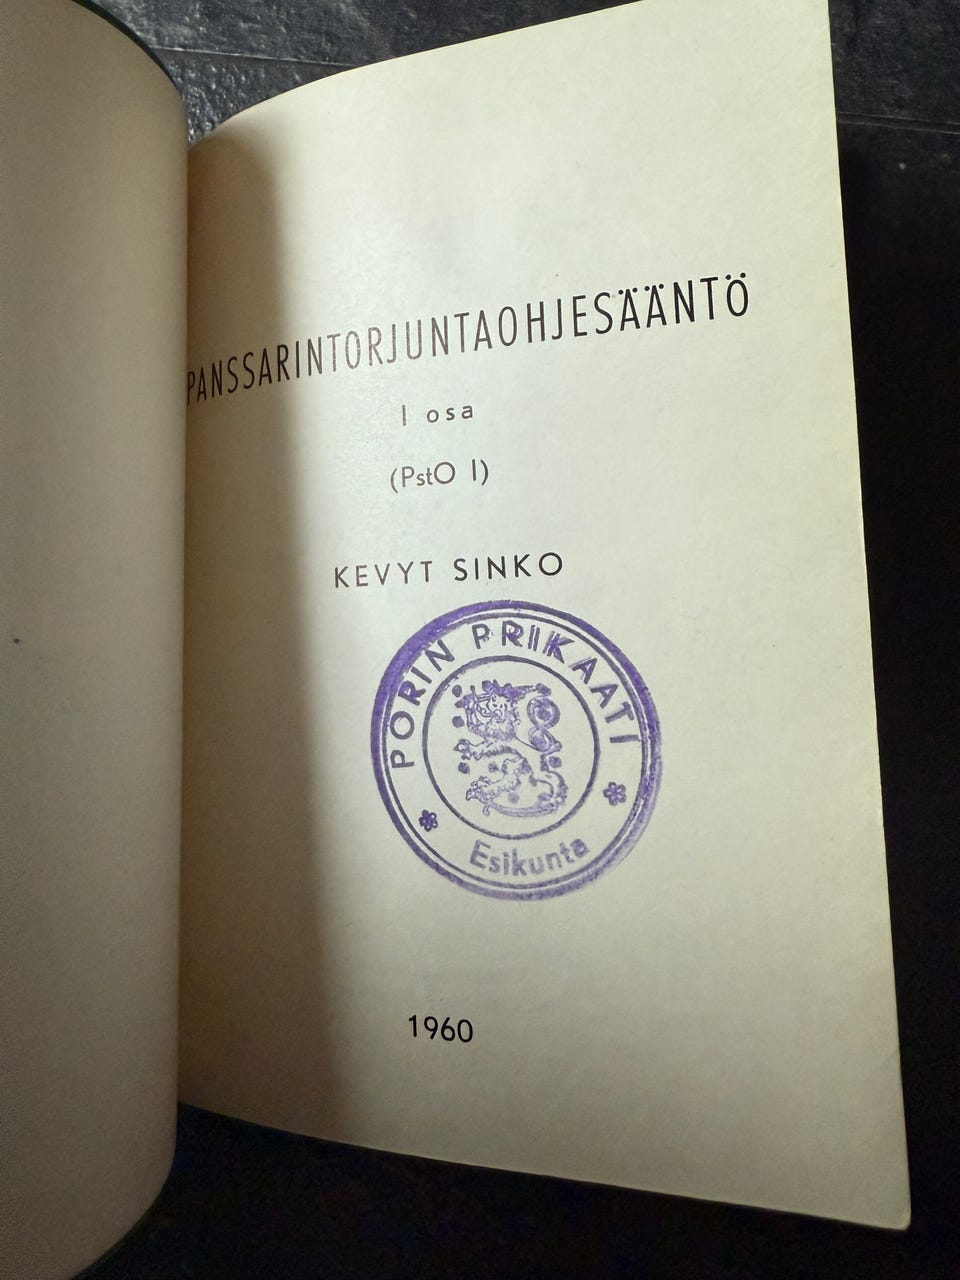 PANSSARINTORJUNTAOHJESÄÄNTÖ
I osa
(PstO I)
KEVYT SINKO
PORIN PRIKAATI
Esikunta
1960